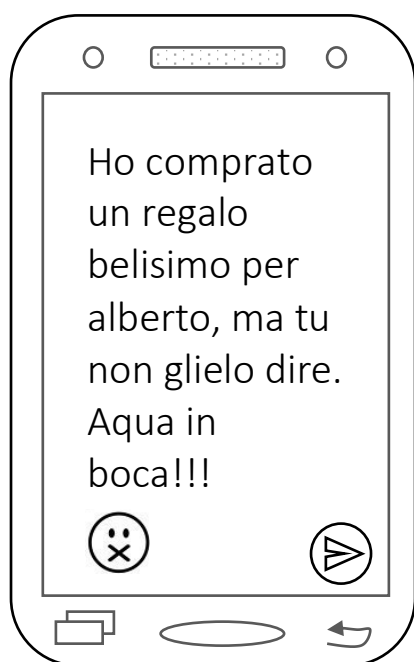 Ho comprato
un regalo
belisimo per
alberto, ma tu
non glielo dire.
Aqua in
boca!!!